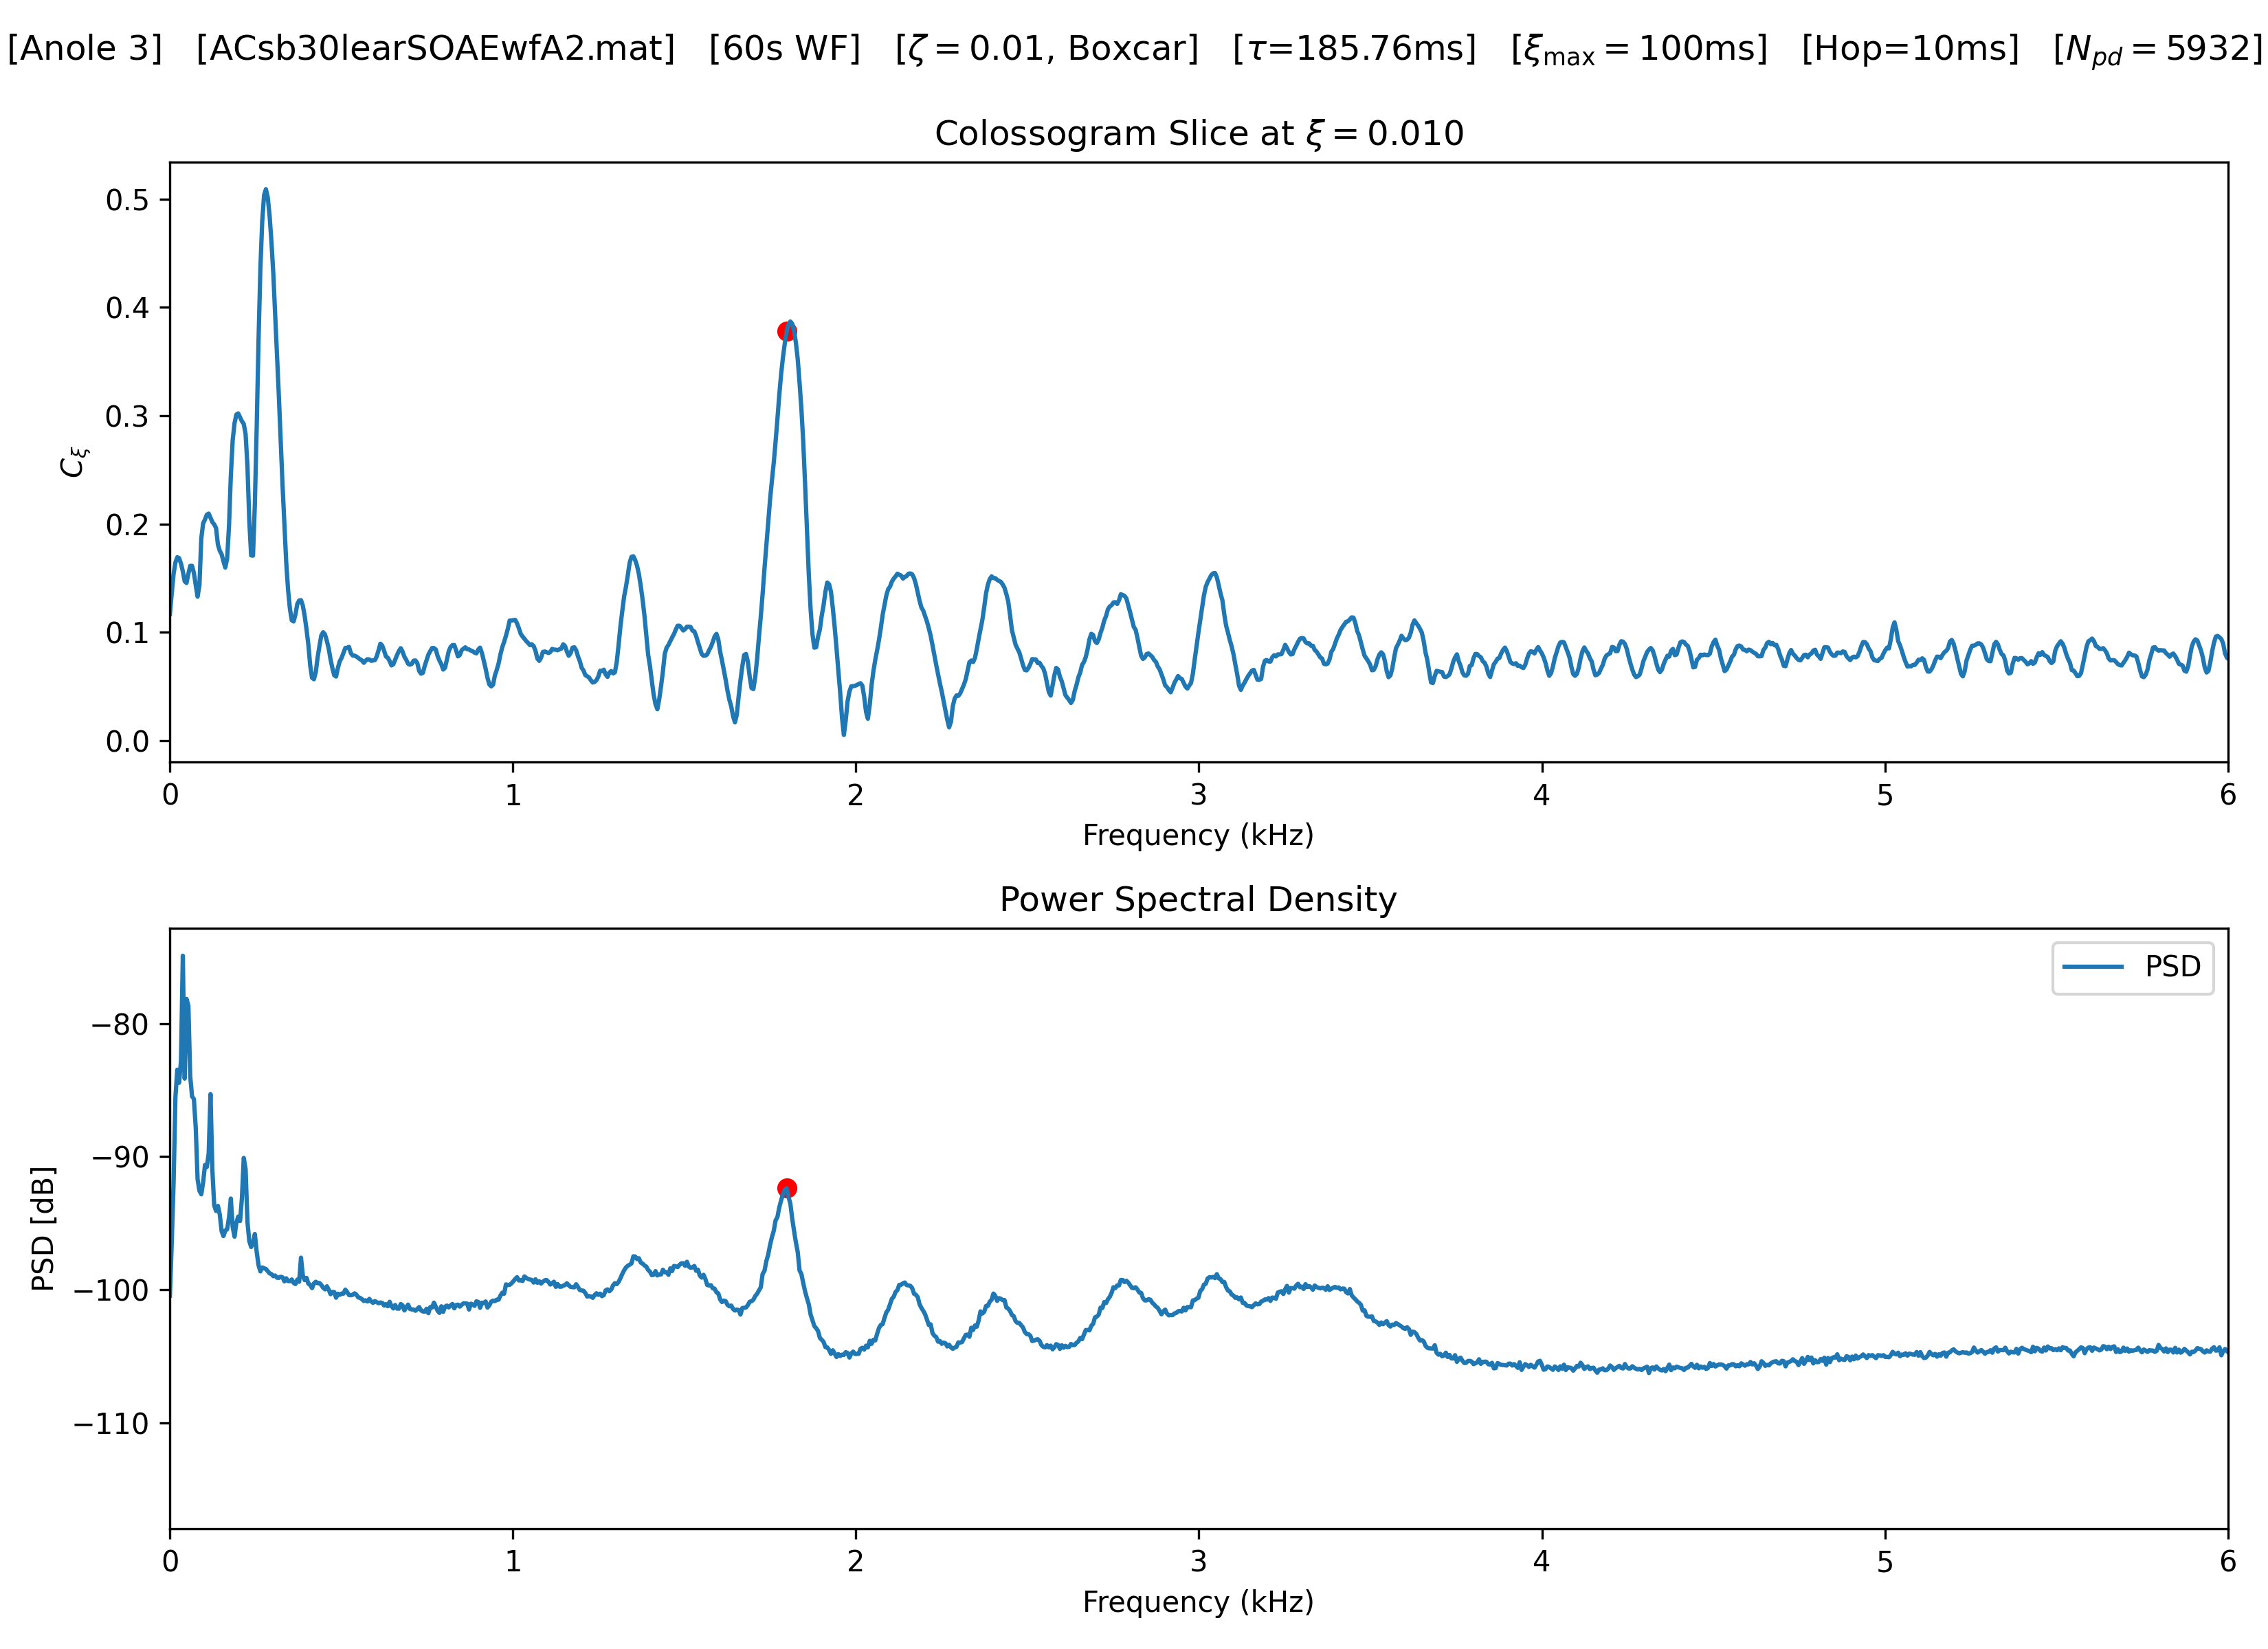 [Anole 3] [ACsb30learSOAEwfA2.mat] [60s WF] [ζ = 0.01, Boxcar] [τ=185.76ms] [ξmax = 100ms] [Hop=10ms] [Npd = 5932]
Colossogram Slice at ξ = 0.010
0.5
0.4
0.3
0.2
0.1
0.0
Cξ
0 1 2 3 4 5 6
Frequency (kHz)
Power Spectral Density
PSD
−80
−90
−100
−110
PSD [dB]
0 1 2 3 4 5 6
Frequency (kHz)